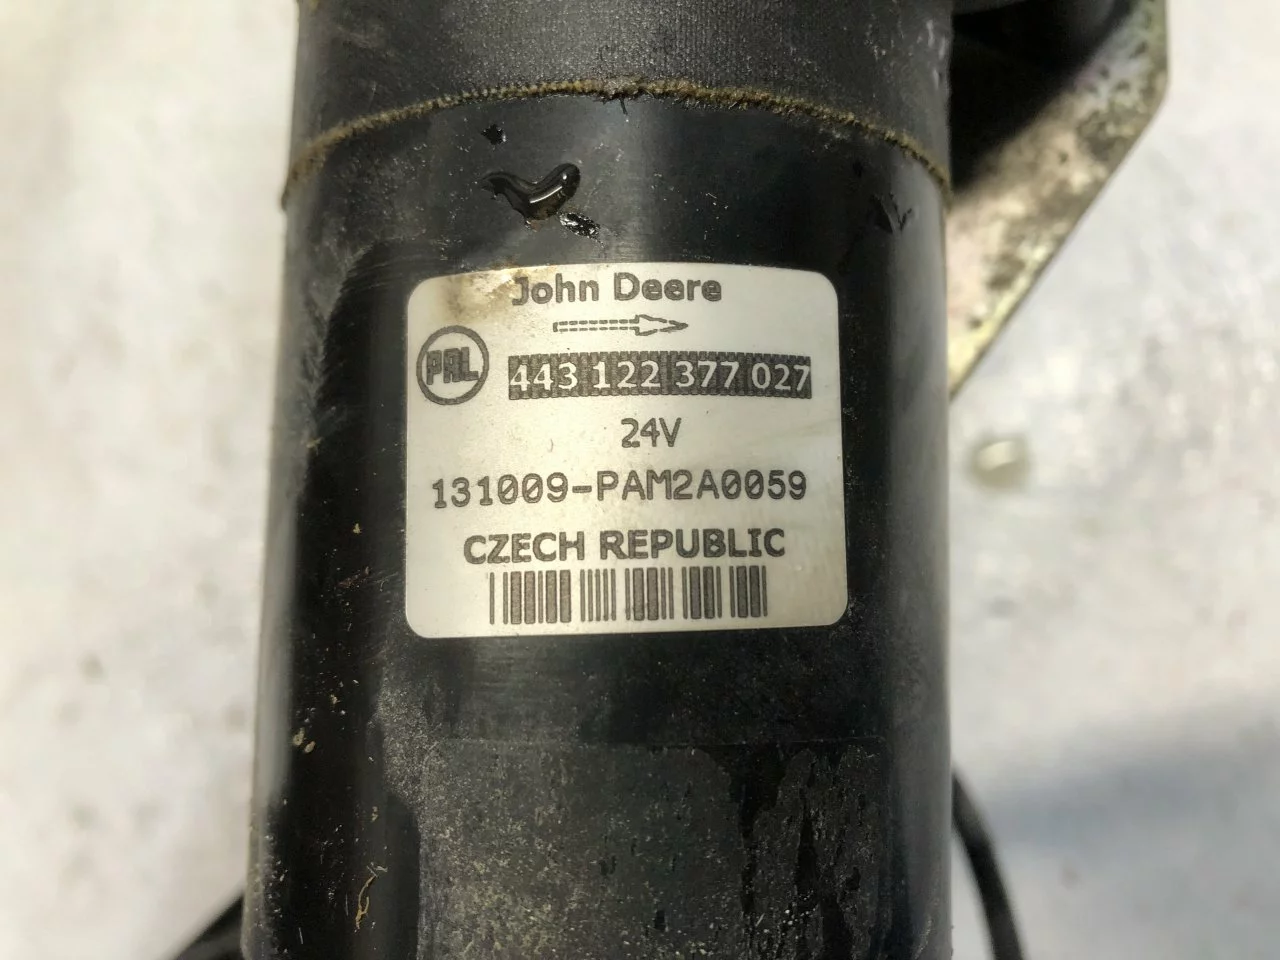 John Deere
PAL
443 122 377 027
24V
131009-PAM2A0059
CZECH REPUBLIC